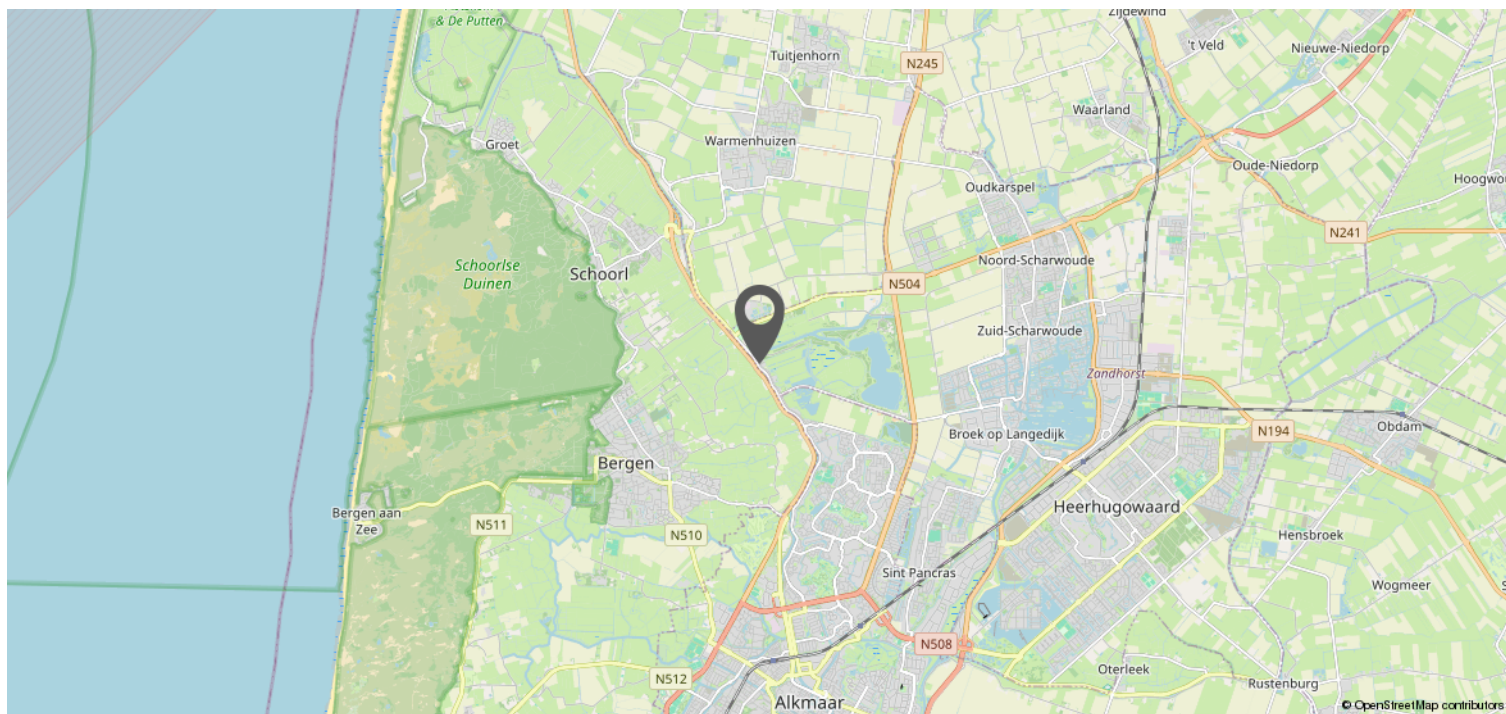 & De Putten
Zijdewind
't Veld
Nieuwe-Niedorp
Tuitjenhorn
N245
Waarland
Groet
Warmenhuizen
Oude-Niedorp
Oudkarspel
Hoogwou
N241
Schoorlse
Duinen
Schoorl
Noord-Scharwoude
N504
Zuid-Scharwoude
Zandhorst
Broek op Langedijk
N194
Obdam
Bergen
Bergen aan
Zee
N511
N510
Heerhugowaard
Hensbroek
Sint Pancras
Wogmeer
N508
Oterleek
N512
Rustenburg
Alkmaar
© OpenStreetMap contributors